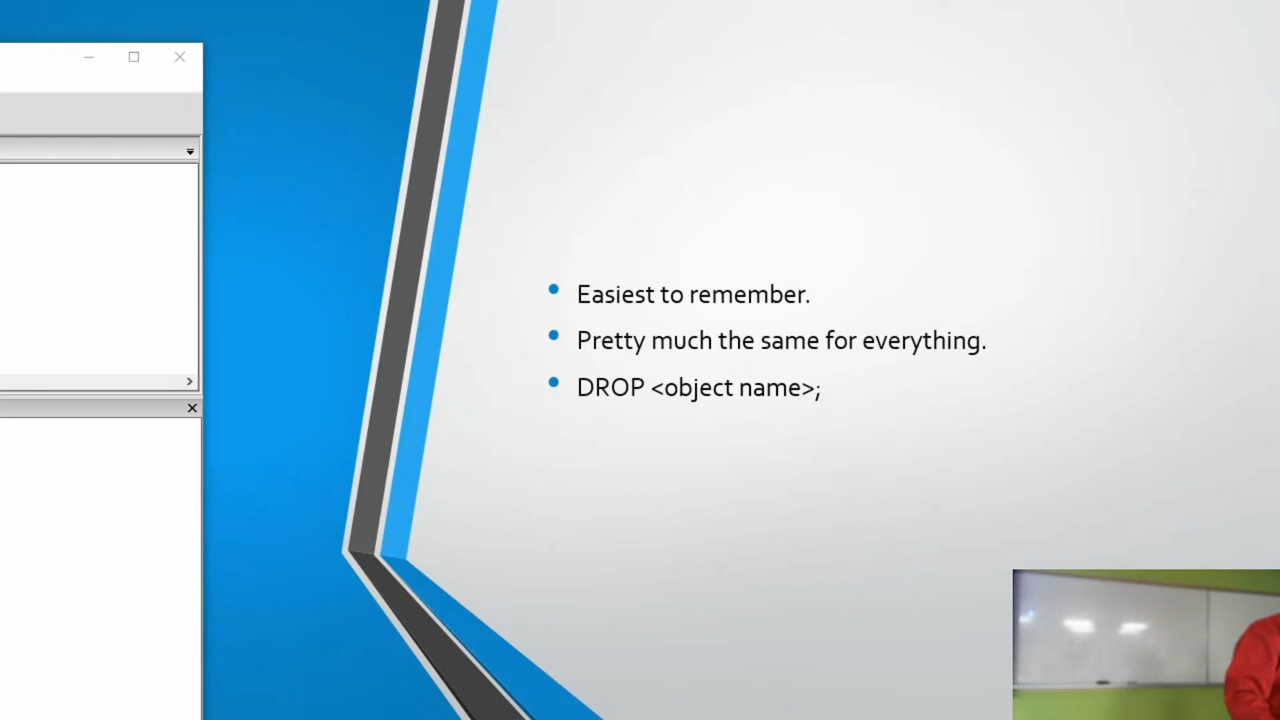 Easiest to remember.
Pretty much the same for everything.
DROP <object name>;